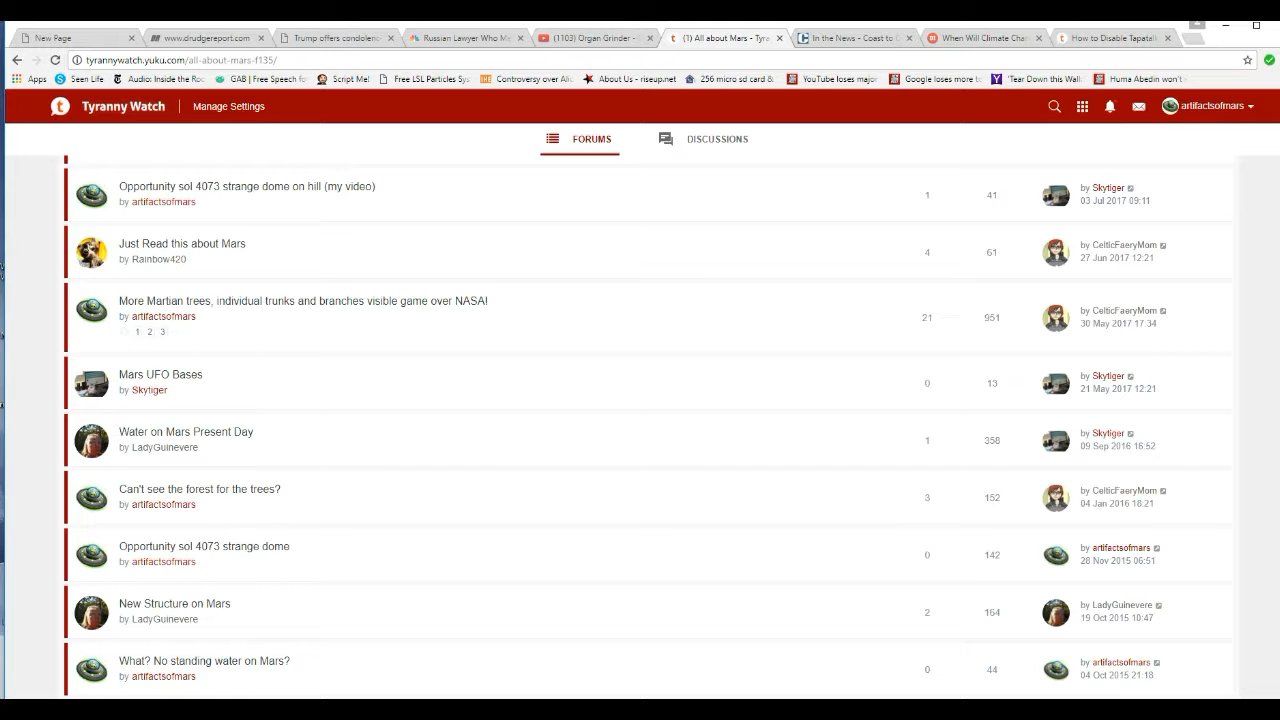 New Page
www.drudgereport.com
Trump offers condolenc
Russian Lawyer Who Me
(1103) Organ Grinder -
(1) All about Mars - Tyra
In the News - Coast to C
When Will Climate Chan
How to Disable Tapatalk
tyrannywatch.yuku.com/all-about-mars-f135/
Apps
Seen Life
Audio: Inside the Ro
GAB | Free Speech fo
Script Me!
Free LSL Particles Sy
Controversy over Ali
About Us - riseup.net
256 micro sd card &
YouTube loses majo
Google loses more t
'Tear Down this Wall
Huma Abedin won't
Tyranny Watch
Manage Settings
artifactsofmars
FORUMS
DISCUSSIONS
Opportunity sol 4073 strange dome on hill (my video)
by artifactsofmars
1
41
by Skytiger
03 Jul 2017 09:11
Just Read this about Mars
by Rainbow420
4
61
by CelticFaeryMom
27 Jun 2017 12:21
More Martian trees, individual trunks and branches visible game over NASA!
by artifactsofmars
1 2 3
21
951
by CelticFaeryMom
30 May 2017 17:34
Mars UFO Bases
by Skytiger
0
13
by Skytiger
21 May 2017 12:21
Water on Mars Present Day
by LadyGuinevere
1
358
by Skytiger
09 Sep 2016 16:52
Can't see the forest for the trees?
by artifactsofmars
3
152
by CelticFaeryMom
04 Jan 2016 18:21
Opportunity sol 4073 strange dome
by artifactsofmars
0
142
by artifactsofmars
28 Nov 2015 06:51
New Structure on Mars
by LadyGuinevere
2
164
by LadyGuinevere
19 Oct 2015 10:47
What? No standing water on Mars?
by artifactsofmars
0
44
by artifactsofmars
04 Oct 2015 21:18